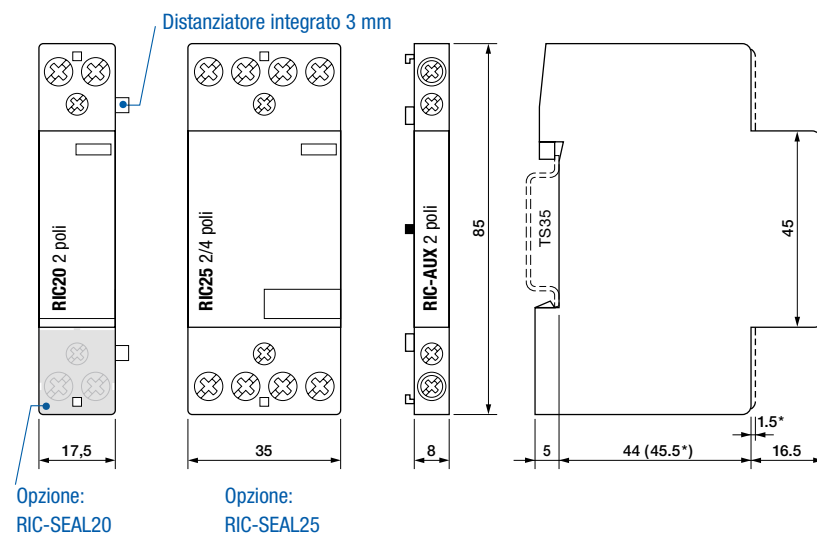 Distanziatore integrato 3 mm
RIC20 2 poli
RIC25 2/4 poli
RIC-AUX 2 poli
85
TS35
45
1.5*
17,5
35
8
5
44 (45.5*)
16.5
Opzione:
RIC-SEAL20
Opzione:
RIC-SEAL25